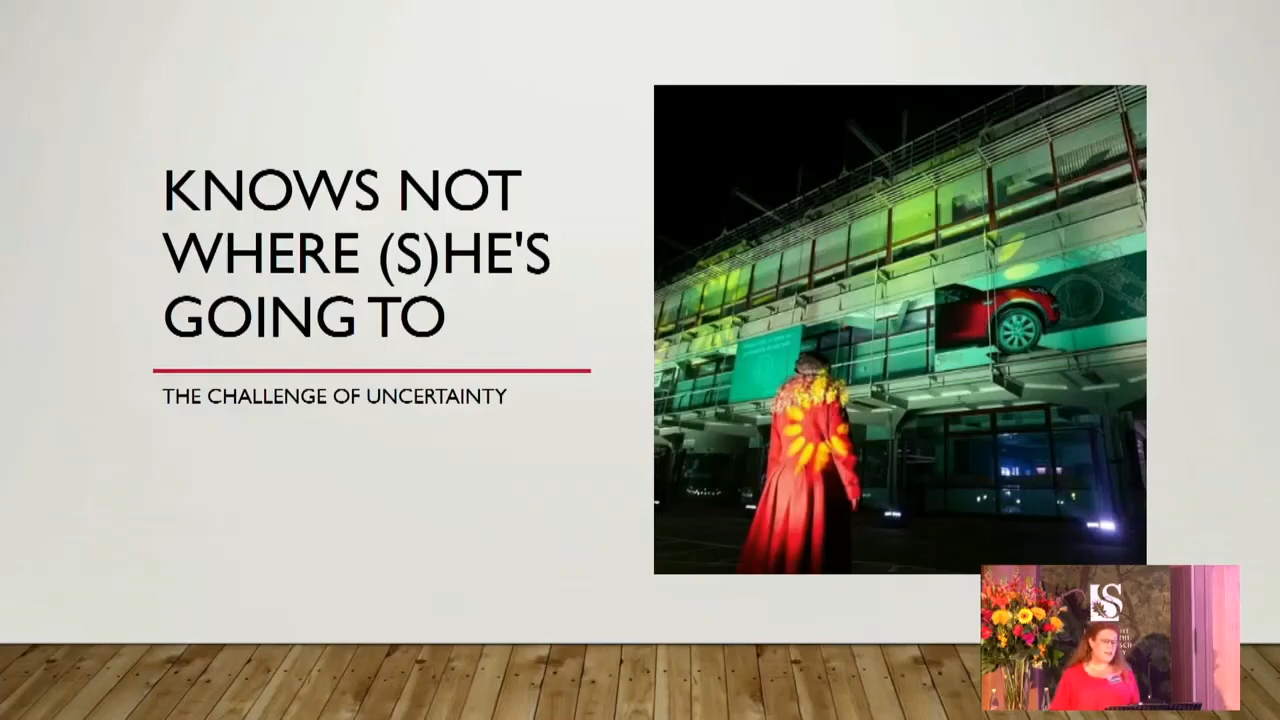 KNOWS NOT
WHERE (S)HE'S
GOING TO
THE CHALLENGE OF UNCERTAINTY
S